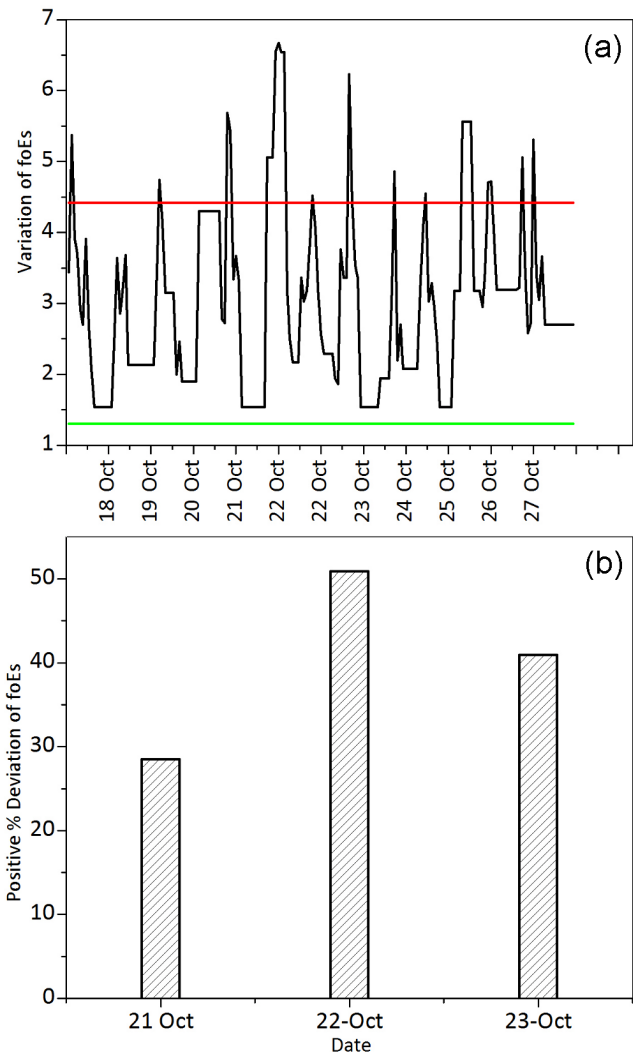 (a)
Variation of foEs
7
6
5
4
3
2
1
18 Oct
19 Oct
20 Oct
21 Oct
22 Oct
22 Oct
23 Oct
24 Oct
25 Oct
26 Oct
27 Oct
(b)
Positive % Deviation of foEs
50
40
30
20
10
0
21 Oct
22-Oct
23-Oct
Date